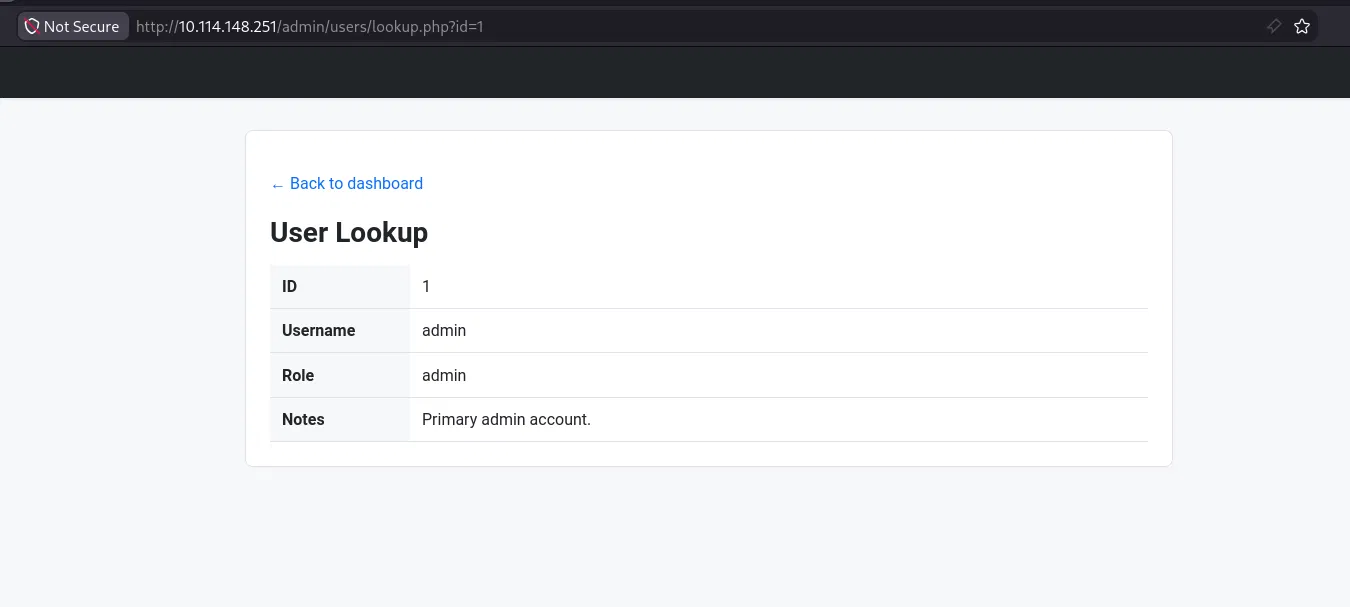 Not Secure http://10.114.148.251/admin/users/lookup.php?id=1
← Back to dashboard
User Lookup
ID 1
Username admin
Role admin
Notes Primary admin account.